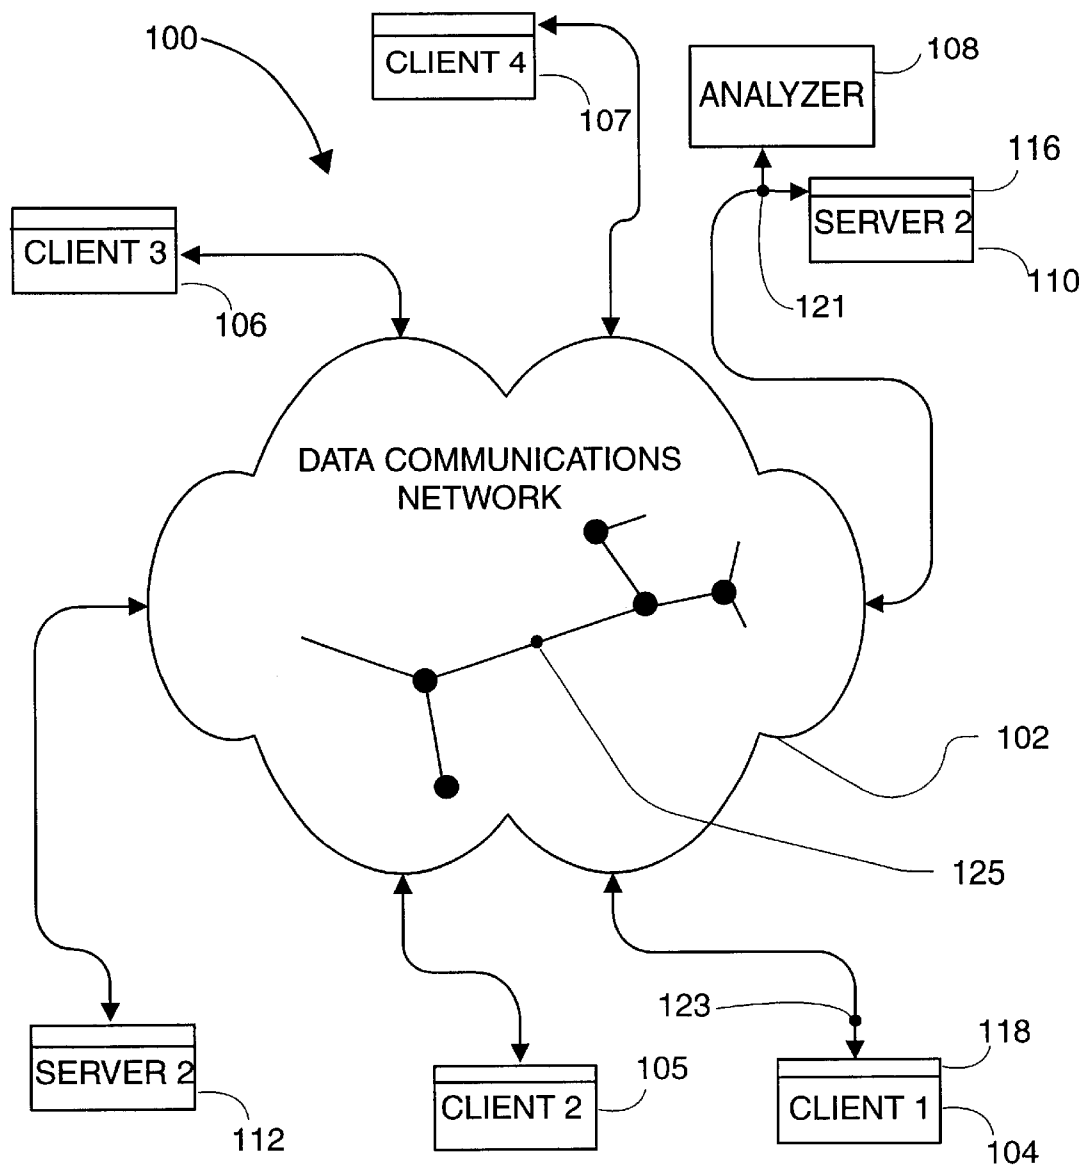 100
CLIENT 4
107
ANALYZER
108
116
SERVER 2
110
121
CLIENT 3
106
DATA COMMUNICATIONS
NETWORK
102
125
123
118
CLIENT 1
104
105
CLIENT 2
SERVER 2
112